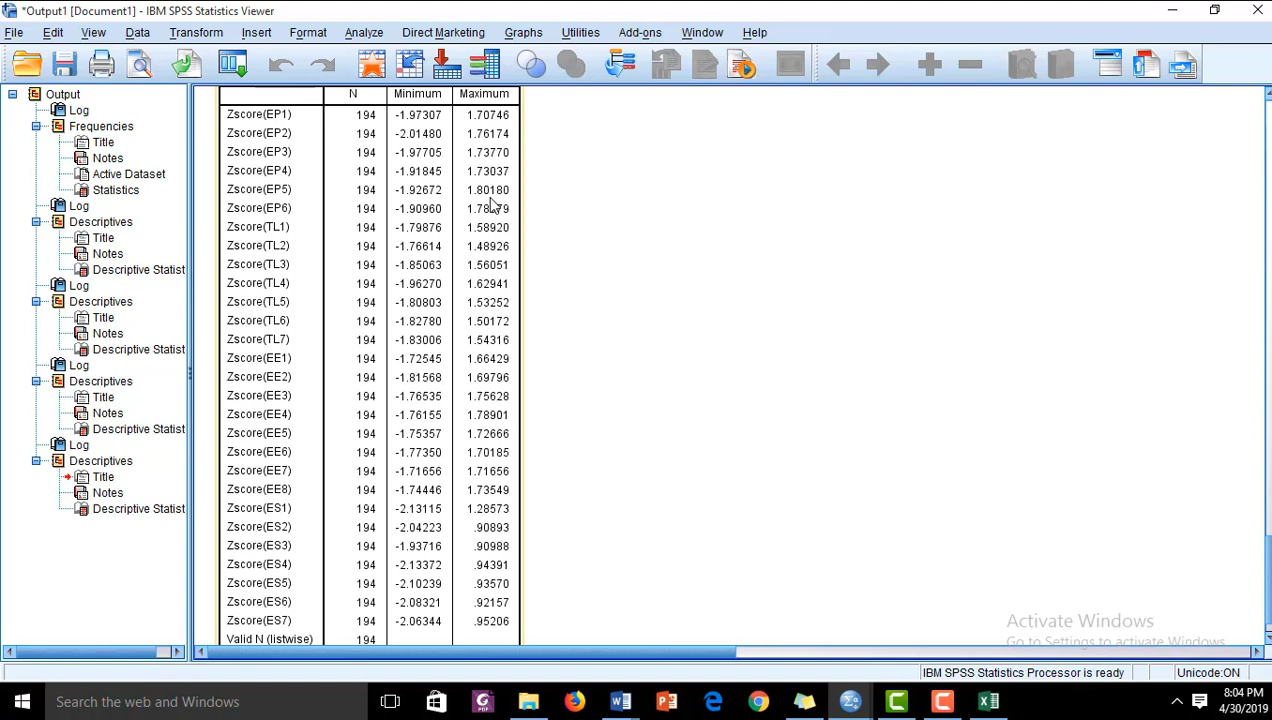 *Output1 [Document1] - IBM SPSS Statistics Viewer
File Edit View Data Transform Insert Format Analyze Direct Marketing Graphs Utilities Add-ons Window Help
Output
Log
Frequencies
Title
Notes
Active Dataset
Statistics
Log
Descriptives
Title
Notes
Descriptive Statist
Log
Descriptives
Title
Notes
Descriptive Statist
Log
Descriptives
Title
Notes
Descriptive Statist
Log
Descriptives
Title
Notes
Descriptive Statist
N Minimum Maximum
Zscore(EP1) 194 -1.97307 1.70746
Zscore(EP2) 194 -2.01480 1.76174
Zscore(EP3) 194 -1.97705 1.73770
Zscore(EP4) 194 -1.91845 1.73037
Zscore(EP5) 194 -1.92672 1.80180
Zscore(EP6) 194 -1.90960
Zscore(TL1) 194 -1.79876 1.58920
Zscore(TL2) 194 -1.76614 1.48926
Zscore(TL3) 194 -1.85063 1.56051
Zscore(TL4) 194 -1.96270 1.62941
Zscore(TL5) 194 -1.80803 1.53252
Zscore(TL6) 194 -1.82780 1.50172
Zscore(TL7) 194 -1.83006 1.54316
Zscore(EE1) 194 -1.72545 1.66429
Zscore(EE2) 194 -1.81568 1.69796
Zscore(EE3) 194 -1.76535 1.75628
Zscore(EE4) 194 -1.76155 1.78901
Zscore(EE5) 194 -1.75357 1.72666
Zscore(EE6) 194 -1.77350 1.70185
Zscore(EE7) 194 -1.71656 1.71656
Zscore(EE8) 194 -1.74446 1.73549
Zscore(ES1) 194 -2.13115 1.28573
Zscore(ES2) 194 -2.04223 .90893
Zscore(ES3) 194 -1.93716 .90988
Zscore(ES4) 194 -2.13372 .94391
Zscore(ES5) 194 -2.10239 .93570
Zscore(ES6) 194 -2.08321 .92157
Zscore(ES7) 194 -2.06344 .95206
Valid N (listwise) 194
Activate Windows
Go to Settings to activate Windows.
IBM SPSS Statistics Processor is ready Unicode:ON
Search the web and Windows
8:04 PM
4/30/2019